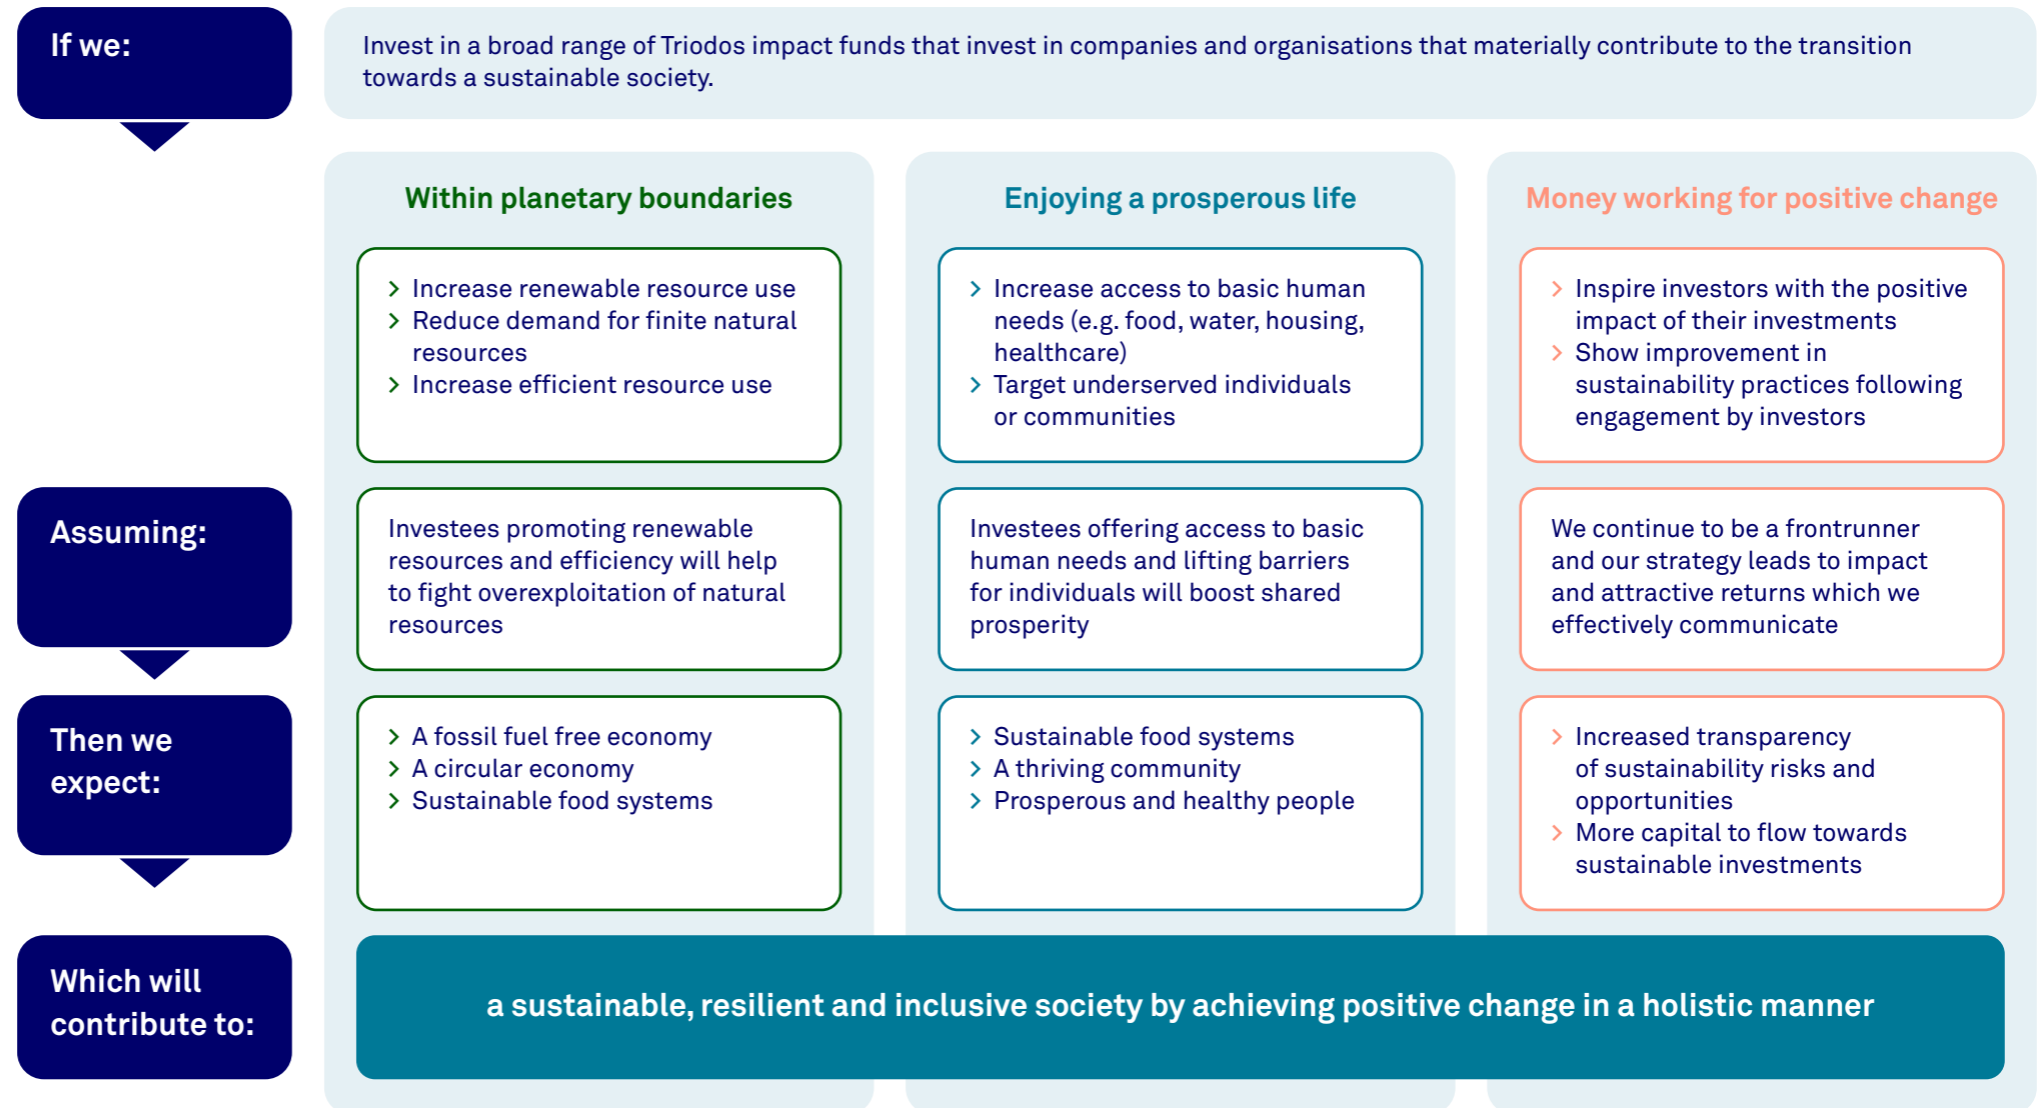 If we:
Invest in a broad range of Triodos impact funds that invest in companies and organisations that materially contribute to the transition
towards a sustainable society.
Within planetary boundaries
> Increase renewable resource use
> Reduce demand for finite natural
resources
> Increase efficient resource use
Enjoying a prosperous life
> Increase access to basic human
needs (e.g. food, water, housing,
healthcare)
> Target underserved individuals
or communities
Money working for positive change
> Inspire investors with the positive
impact of their investments
> Show improvement in
sustainability practices following
engagement by investors
Assuming:
Investees promoting renewable
resources and efficiency will help
to fight overexploitation of natural
resources
Investees offering access to basic
human needs and lifting barriers
for individuals will boost shared
prosperity
We continue to be a frontrunner
and our strategy leads to impact
and attractive returns which we
effectively communicate
Then we
expect:
> A fossil fuel free economy
> A circular economy
> Sustainable food systems
> Sustainable food systems
> A thriving community
> Prosperous and healthy people
> Increased transparency
of sustainability risks and
opportunities
> More capital to flow towards
sustainable investments
Which will
contribute to:
a sustainable, resilient and inclusive society by achieving positive change in a holistic manner